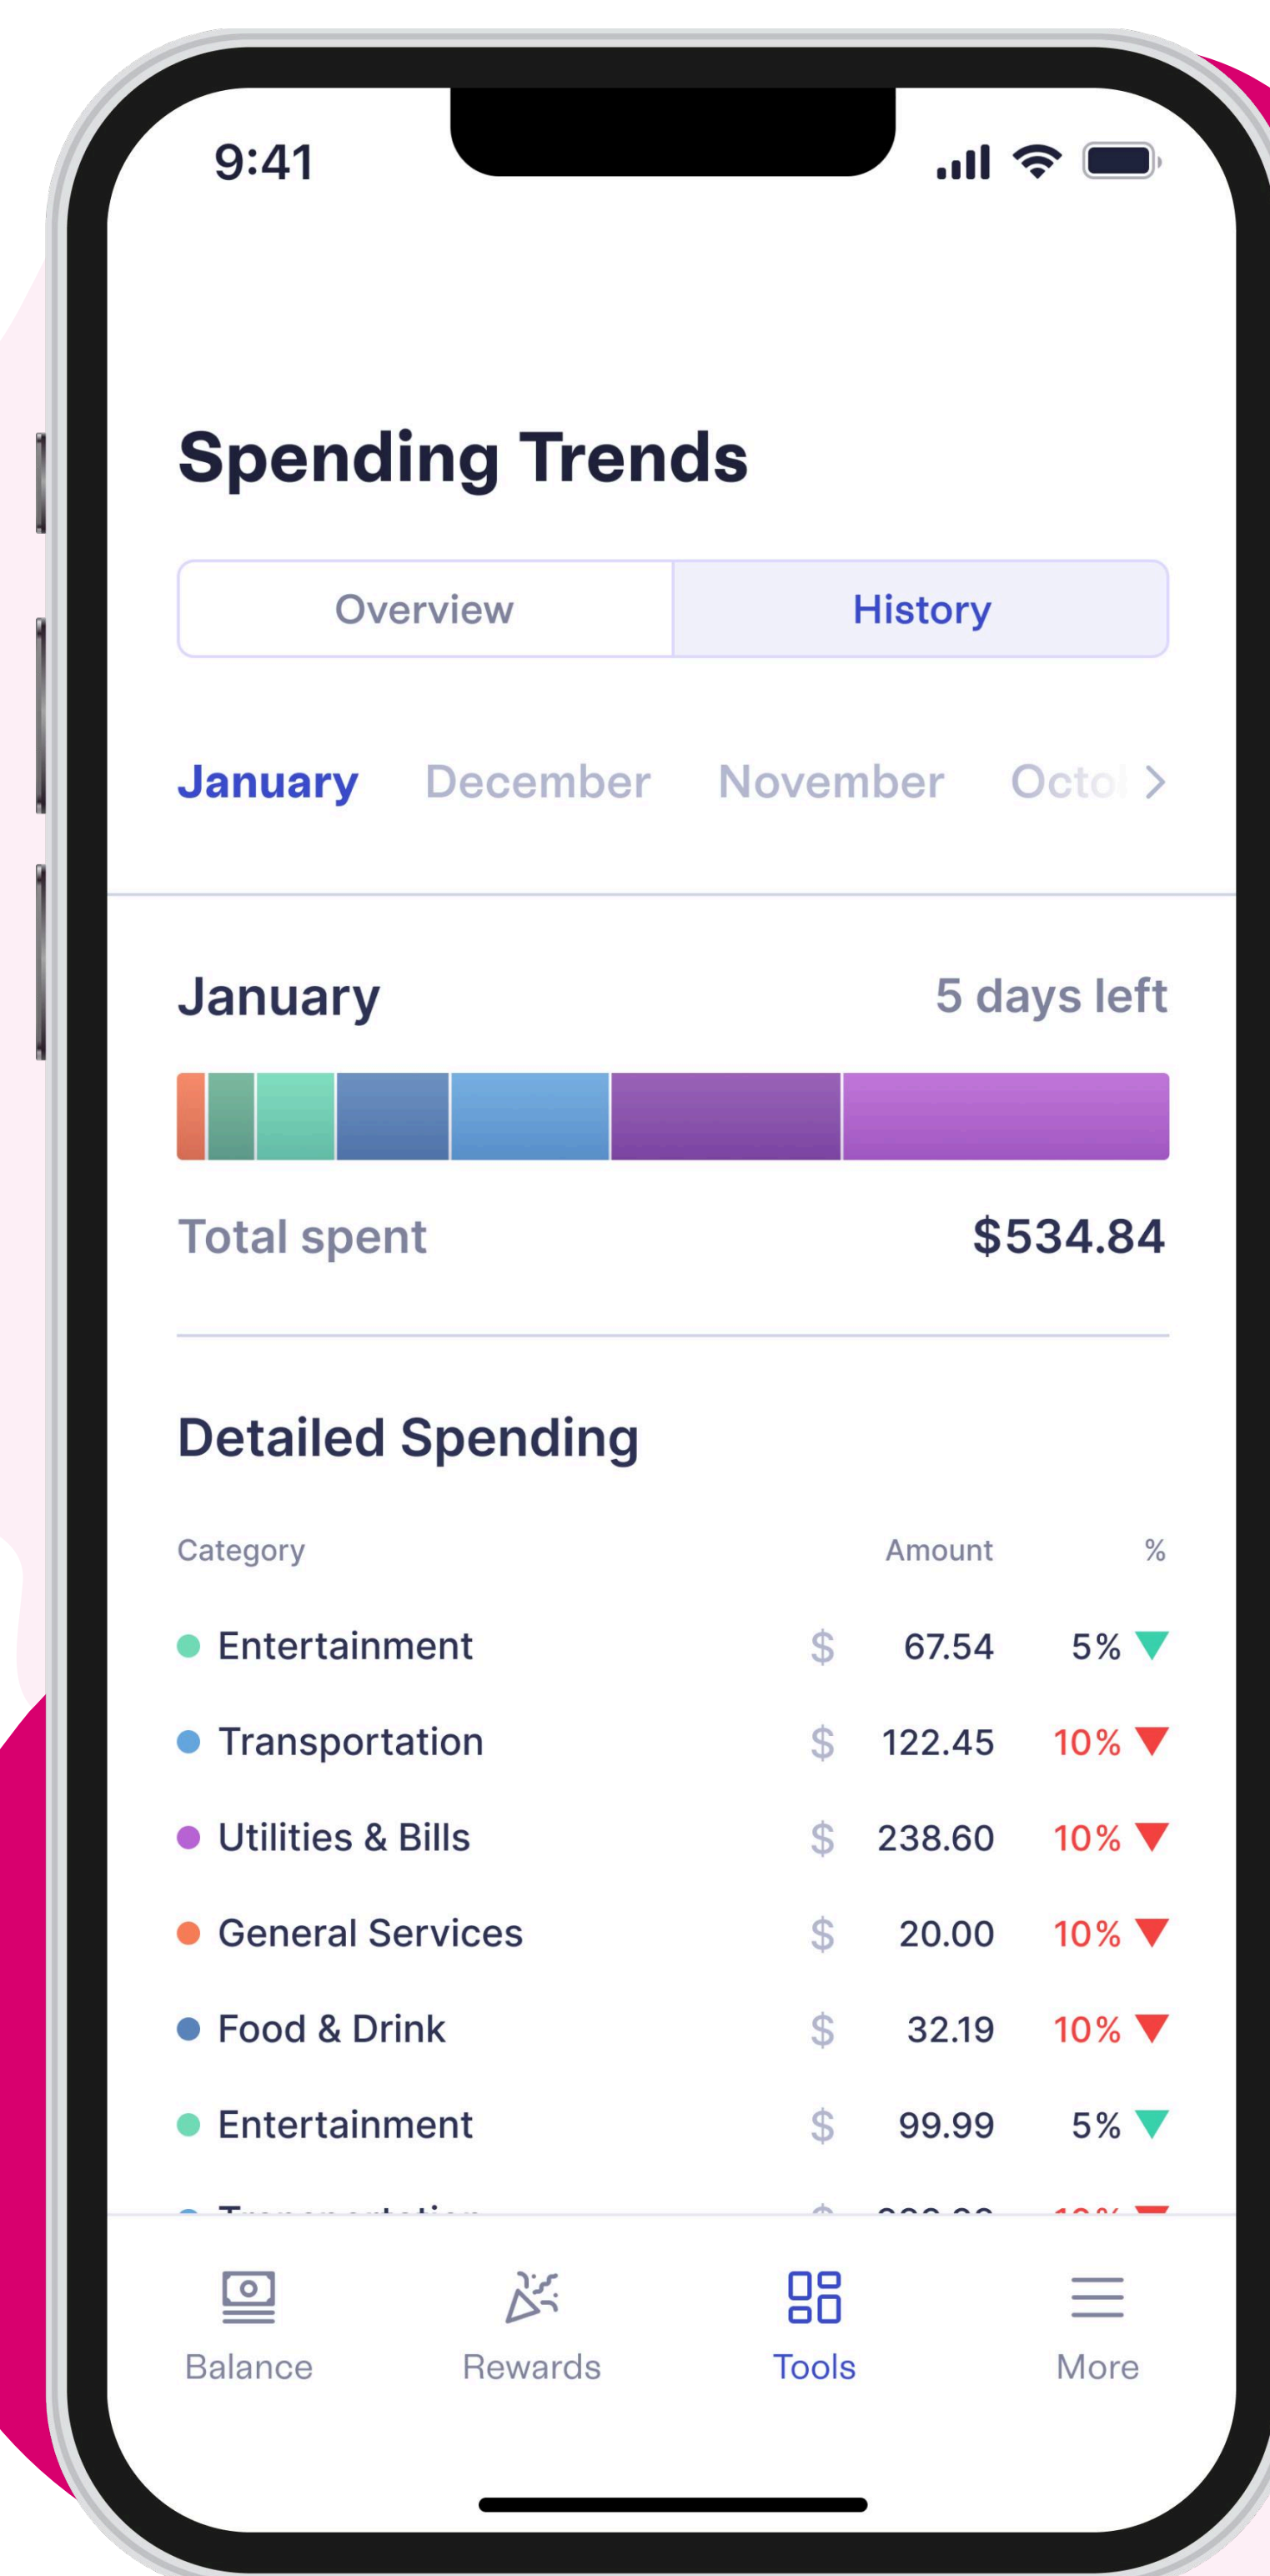 9:41
Spending Trends
Overview History
January December November
January 5 days left
Total spent $534.84
Detailed Spending
Category Amount %
Entertainment $ 67.54 5%
Transportation $ 122.45 10%
Utilities & Bills $ 238.60 10%
General Services $ 20.00 10%
Food & Drink $ 32.19 10%
Entertainment $ 99.99 5%
Balance Rewards Tools More